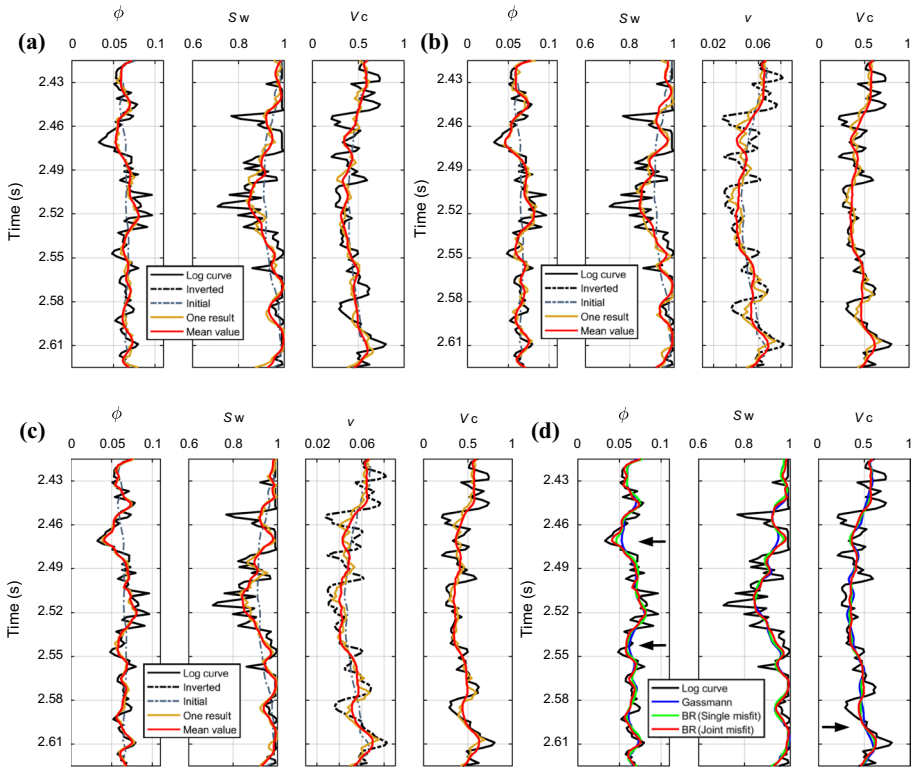 (a)
ϕ
Sw
Vc
0 0.05 0.1
0.6 0.8 1
0 0.5 1
2.43
2.46
2.49
2.52
2.55
2.58
2.61
Time (s)
Log curve
Inverted
Initial
One result
Mean value
(b)
ϕ
Sw
v
Vc
0 0.05 0.1
0.6 0.8 1
0.02 0.06
0 0.5 1
2.43
2.46
2.49
2.52
2.55
2.58
2.61
Time (s)
Log curve
Inverted
Initial
One result
Mean value
(c)
ϕ
Sw
v
Vc
0 0.05 0.1
0.6 0.8 1
0.02 0.06
0 0.5 1
2.43
2.46
2.49
2.52
2.55
2.58
2.61
Time (s)
Log curve
Inverted
Initial
One result
Mean value
(d)
ϕ
Sw
Vc
0 0.05 0.1
0.6 0.8 1
0 0.5 1
2.43
2.46
2.49
2.52
2.55
2.58
2.61
Time (s)
Log curve
Gassmann
BR (Single misfit)
BR (Joint misfit)